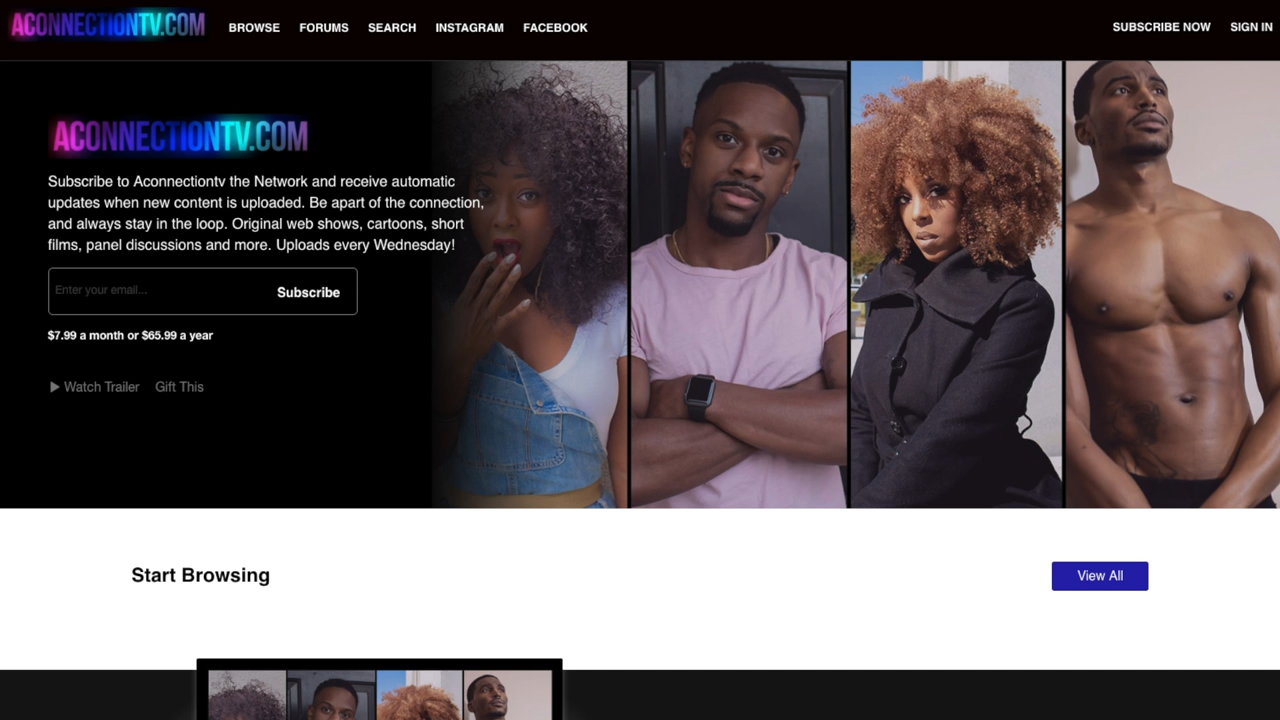 ACONNECTIONTV.COM BROWSE FORUMS SEARCH INSTAGRAM FACEBOOK SUBSCRIBE NOW SIGN IN
ACONNECTIONTV.COM
Subscribe to Aconnectiontv the Network and receive automatic
updates when new content is uploaded. Be apart of the connection,
and always stay in the loop. Original web shows, cartoons, short
films, panel discussions and more. Uploads every Wednesday!
Enter your email... Subscribe
$7.99 a month or $65.99 a year
Watch Trailer Gift This
Start Browsing View All